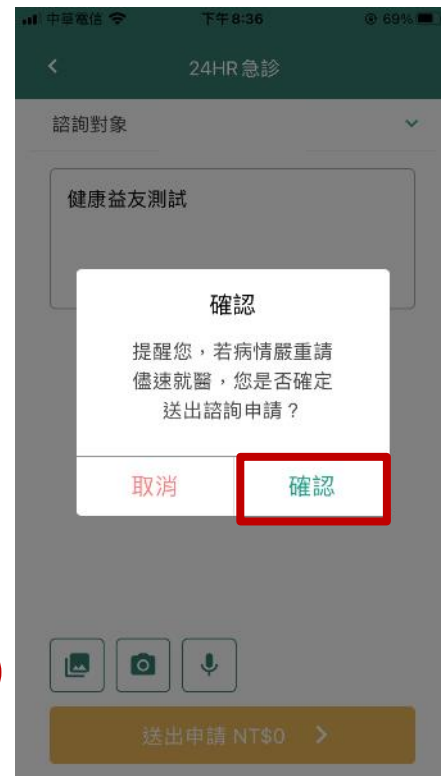 中華電信 下午8:36 69%
24HR急診
諮詢對象
健康益友測試
確認
提醒您，若病情嚴重請
儘速就醫，您是否確定
送出諮詢申請？
取消 確認
送出申請 NT$0